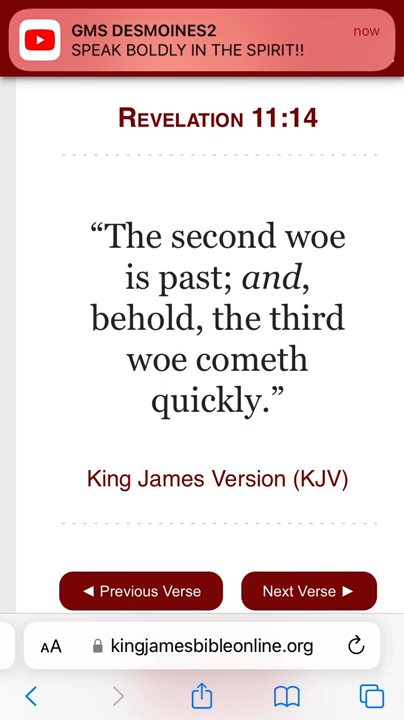 GMS DESMOINES2
now
SPEAK BOLDLY IN THE SPIRIT!!
REVELATION 11:14
“The second woe
is past; and,
behold, the third
woe cometh
quickly.”
King James Version (KJV)
◄ Previous Verse
Next Verse ►
AA
kingjamesbibleonline.org